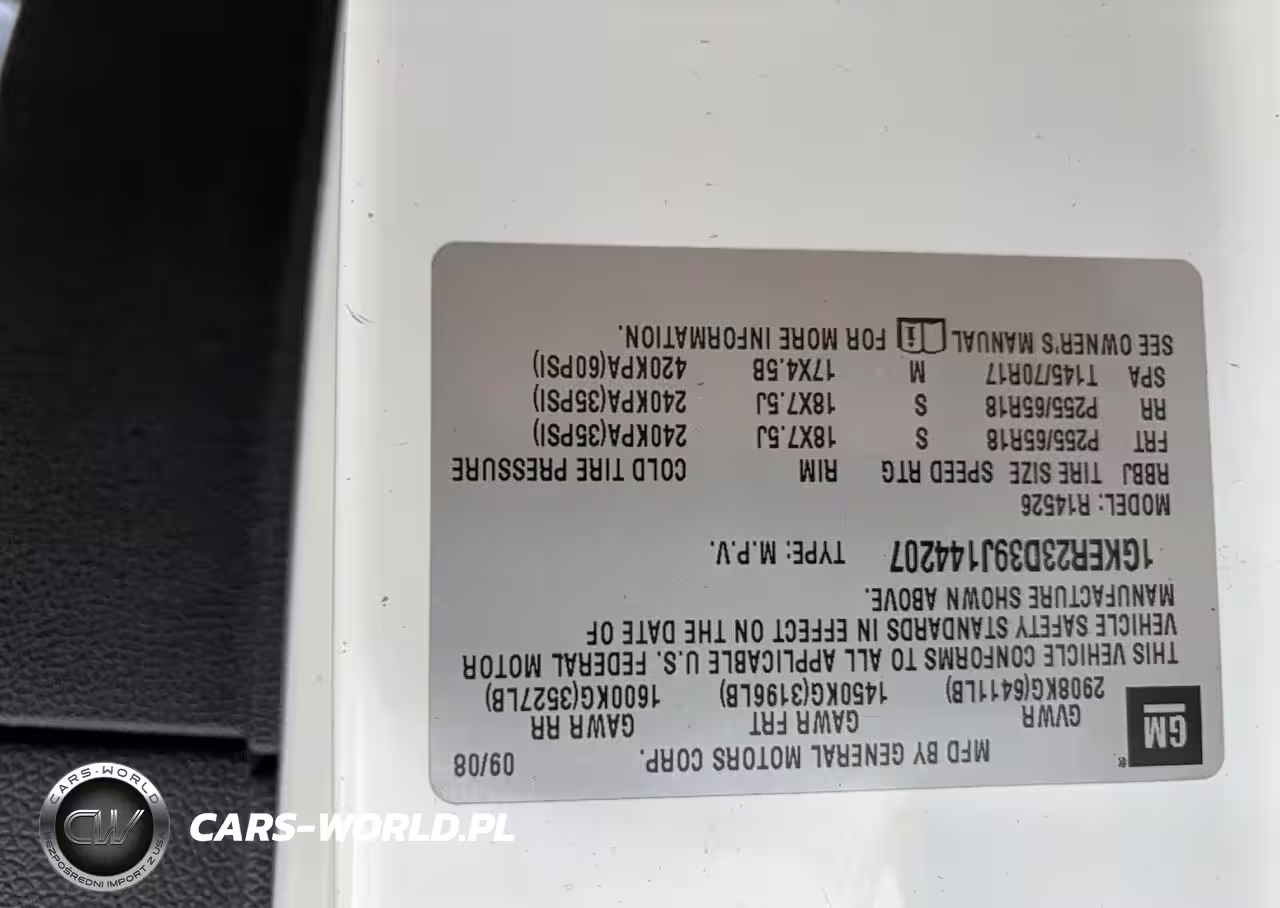 GM ®
MFD BY GENERAL MOTORS CORP. 09/08
GVWR GAWR FRT GAWR RR
2908KG(6411LB) 1450KG(3196LB) 1600KG(3527LB)
THIS VEHICLE CONFORMS TO ALL APPLICABLE U.S. FEDERAL MOTOR
VEHICLE SAFETY STANDARDS IN EFFECT ON THE DATE OF
MANUFACTURE SHOWN ABOVE.
1GKER23D39J144207 TYPE: M.P.V.
MODEL: R14526
RBBJ TIRE SIZE SPEED RTG RIM COLD TIRE PRESSURE
FRT P255/65R18 S 18X7.5J 240KPA(35PSI)
RR P255/65R18 S 18X7.5J 240KPA(35PSI)
SPA T145/70R17 M 17X4.5B 420KPA(60PSI)
SEE OWNER'S MANUAL i FOR MORE INFORMATION.
CARS-WORLD
CW
BEZPOŚREDNI IMPORT Z USA
CARS-WORLD.PL